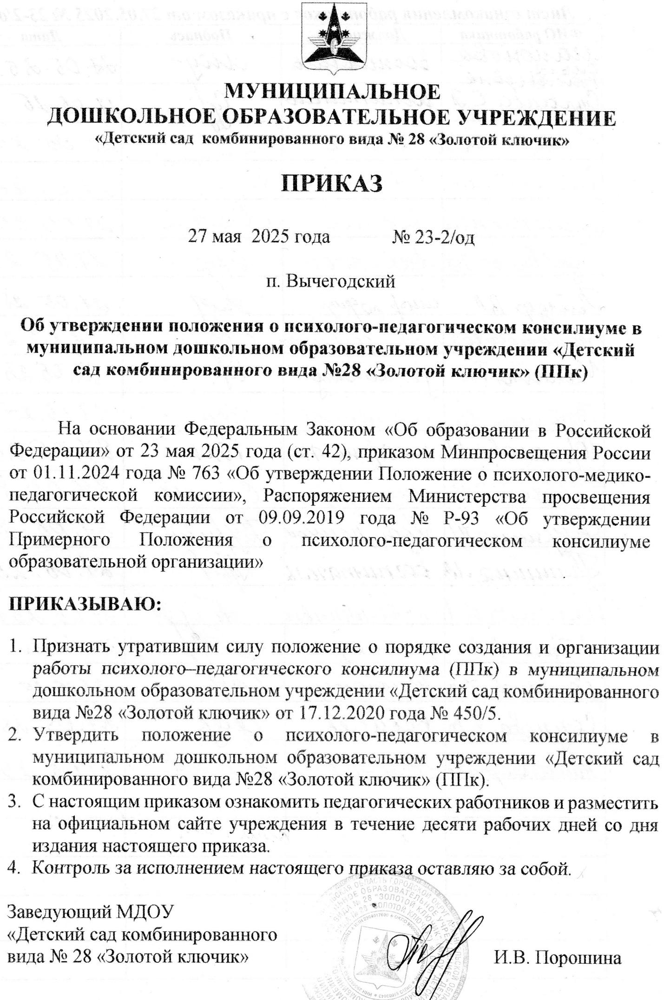 МУНИЦИПАЛЬНОЕ
ДОШКОЛЬНОЕ ОБРАЗОВАТЕЛЬНОЕ УЧРЕЖДЕНИЕ
«Детский сад комбинированного вида № 28 «Золотой ключик»
ПРИКАЗ
27 мая 2025 года № 23-2/од
п. Вычегодский
Об утверждении положения о психолого-педагогическом консилиуме в
муниципальном дошкольном образовательном учреждении «Детский
сад комбинированного вида №28 «Золотой ключик» (ППк)
На основании Федеральным Законом «Об образовании в Российской
Федерации» от 23 мая 2025 года (ст. 42), приказом Минпросвещения России
от 01.11.2024 года № 763 «Об утверждении Положение о психолого-медико-
педагогической комиссии», Распоряжением Министерства просвещения
Российской Федерации от 09.09.2019 года № Р-93 «Об утверждении
Примерного Положения о психолого-педагогическом консилиуме
образовательной организации»
ПРИКАЗЫВАЮ:
1. Признать утратившим силу положение о порядке создания и организации
работы психолого–педагогического консилиума (ППк) в муниципальном
дошкольном образовательном учреждении «Детский сад комбинированного
вида №28 «Золотой ключик» от 17.12.2020 года № 450/5.
2. Утвердить положение о психолого-педагогическом консилиуме в
муниципальном дошкольном образовательном учреждении «Детский сад
комбинированного вида №28 «Золотой ключик» (ППк).
3. С настоящим приказом ознакомить педагогических работников и разместить
на официальном сайте учреждения в течение десяти рабочих дней со дня
издания настоящего приказа.
4. Контроль за исполнением настоящего приказа оставляю за собой.
Заведующий МДОУ
«Детский сад комбинированного
вида № 28 «Золотой ключик» И.В. Порошина